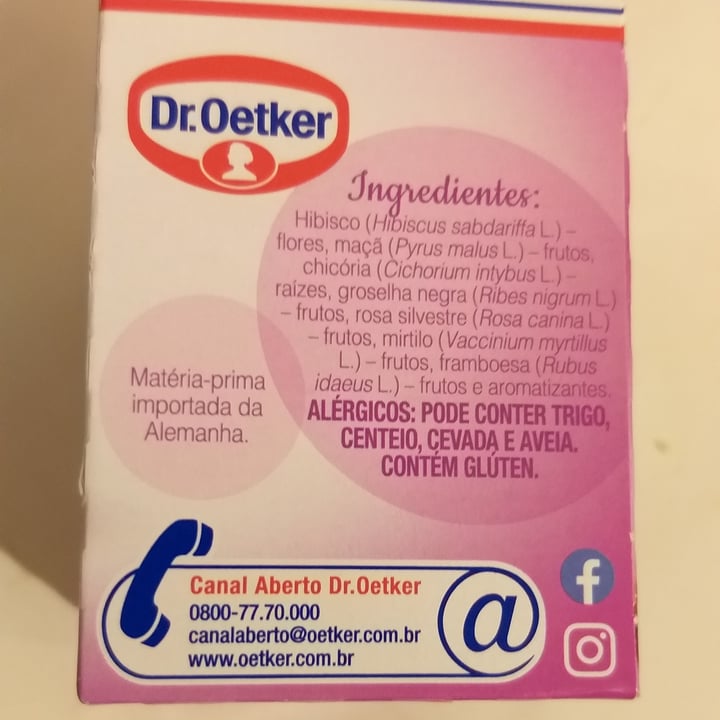 Dr.Oetker
Ingredientes:
Hibisco (Hibiscus sabdariffa L.) –
flores, maçã (Pyrus malus L.) – frutos,
chicória (Cichorium intybus L.) –
raízes, groselha negra (Ribes nigrum L.)
– frutos, rosa silvestre (Rosa canina L.)
– frutos, mirtilo (Vaccinium myrtillus
L.) – frutos, framboesa (Rubus
idaeus L.) – frutos e aromatizantes.
ALÉRGICOS: PODE CONTER TRIGO,
CENTEIO, CEVADA E AVEIA.
CONTÉM GLÚTEN.
Matéria-prima
importada da
Alemanha.
Canal Aberto Dr.Oetker
0800-77.70.000
canalaberto@oetker.com.br
www.oetker.com.br
@